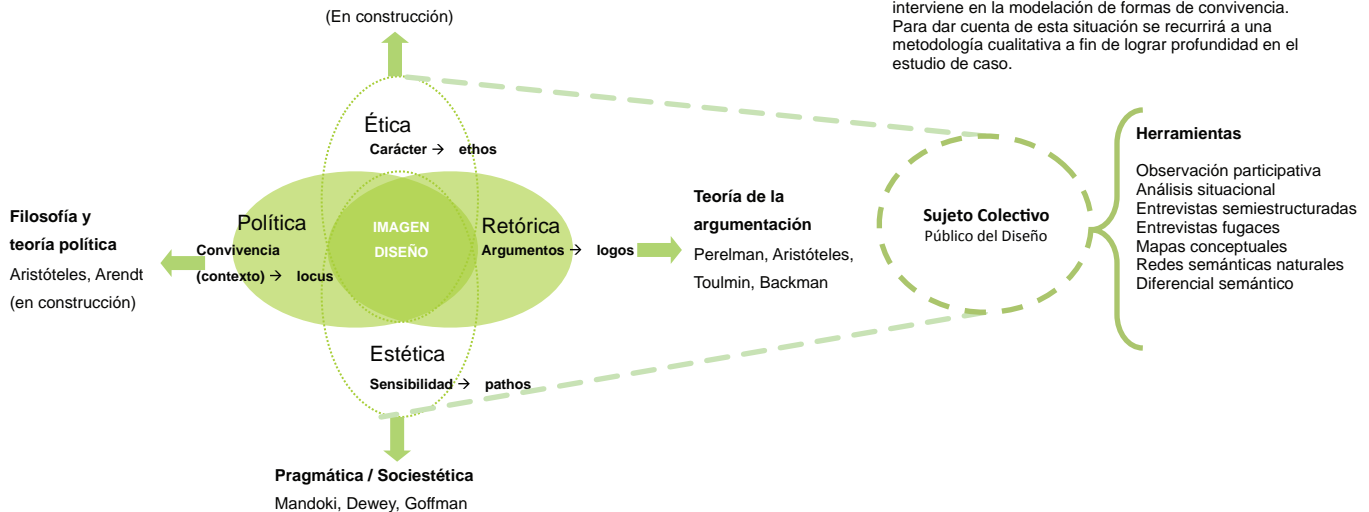 interviene en la modelación de formas de convivencia.
Para dar cuenta de esta situación se recurrirá a una
metodología cualitativa a fin de lograr profundidad en el
estudio de caso.
(En construcción)
Ética
Carácter → ethos
Filosofía y
teoría política
Aristóteles, Arendt
(en construcción)
Política
Convivencia
(contexto) → locus
IMAGEN
DISEÑO
Retórica
Argumentos → logos
Teoría de la
argumentación
Perelman, Aristóteles,
Toulmin, Backman
Estética
Sensibilidad → pathos
Pragmática / Sociestética
Mandoki, Dewey, Goffman
Sujeto Colectivo
Público del Diseño
Herramientas
Observación participativa
Análisis situacional
Entrevistas semiestructuradas
Entrevistas fugaces
Mapas conceptuales
Redes semánticas naturales
Diferencial semántico